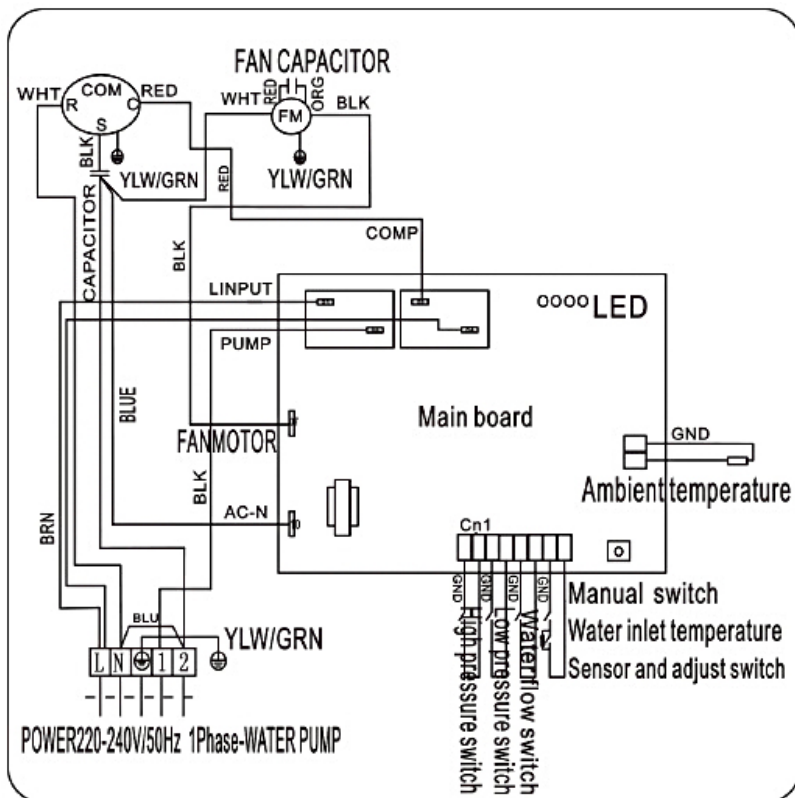 FAN CAPACITOR
WHT
R
COM
C
RED
S
BLK
YLW/GRN
WHT
RED
ORG
BLK
FM
YLW/GRN
RED
CAPACITOR
BLK
COMP
LINPUT
PUMP
OOOO LED
BLUE
Main board
FANMOTOR
GND
Ambient temperature
BLK
AC-N
BRN
Cn1
GND
GND
GND
GND
High pressure switch
Low pressure switch
Waterflow switch
Manual switch
Water inlet temperature
Sensor and adjust switch
BLU
YLW/GRN
L N 1 2
POWER220-240V/50Hz 1Phase-WATER PUMP